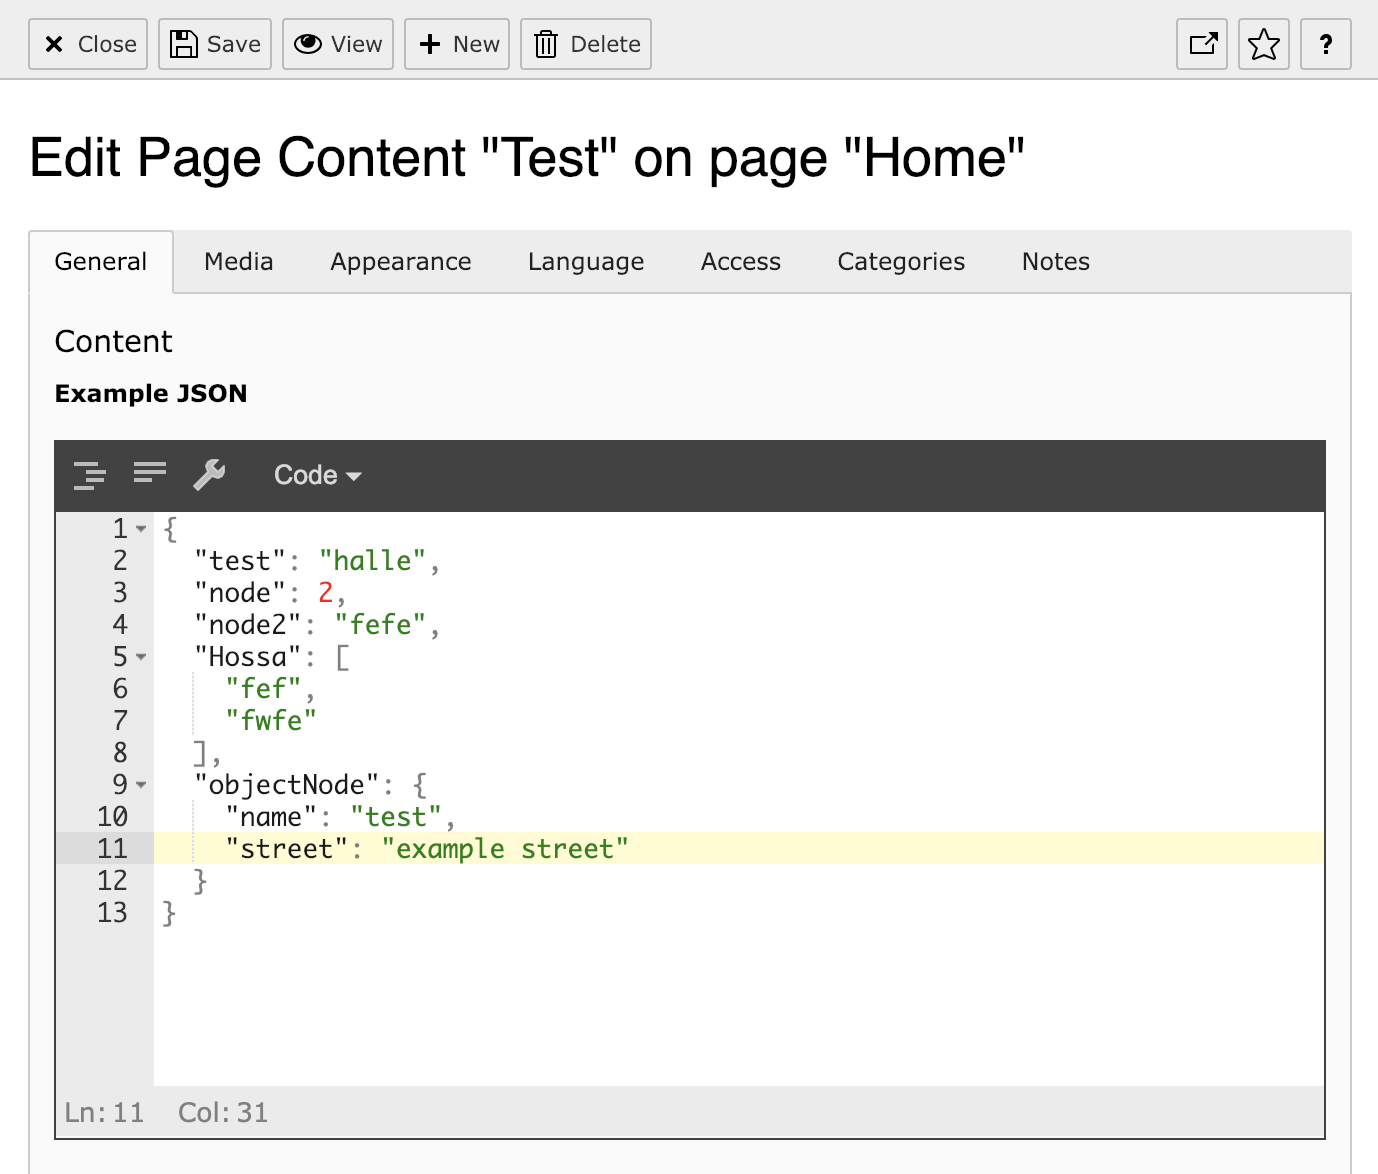 Close Save View New Delete ?
Edit Page Content "Test" on page "Home"
General Media Appearance Language Access Categories Notes
Content
Example JSON
Code
1 {
2   "test": "halle",
3   "node": 2,
4   "node2": "fefe",
5   "Hossa": [
6     "fef",
7     "fwfe"
8   ],
9   "objectNode": {
10     "name": "test",
11     "street": "example street"
12   }
13 }
Ln: 11 Col: 31